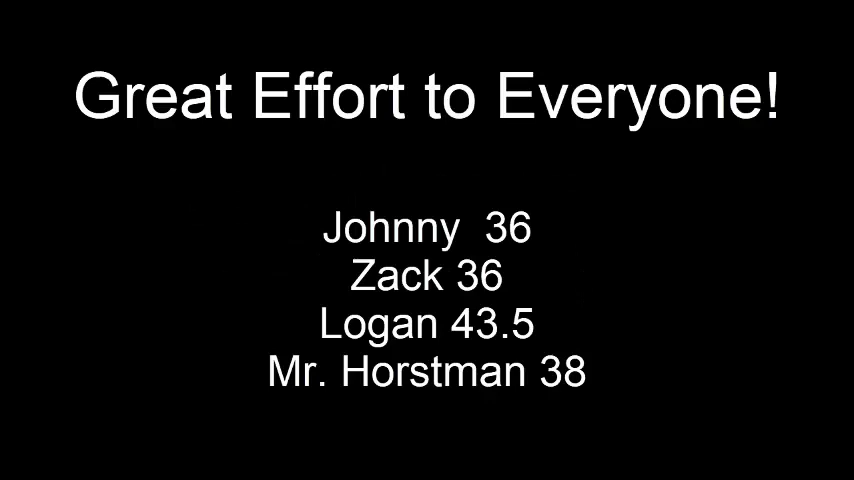 Great Effort to Everyone!
Johnny  36
Zack 36
Logan 43.5
Mr. Horstman 38